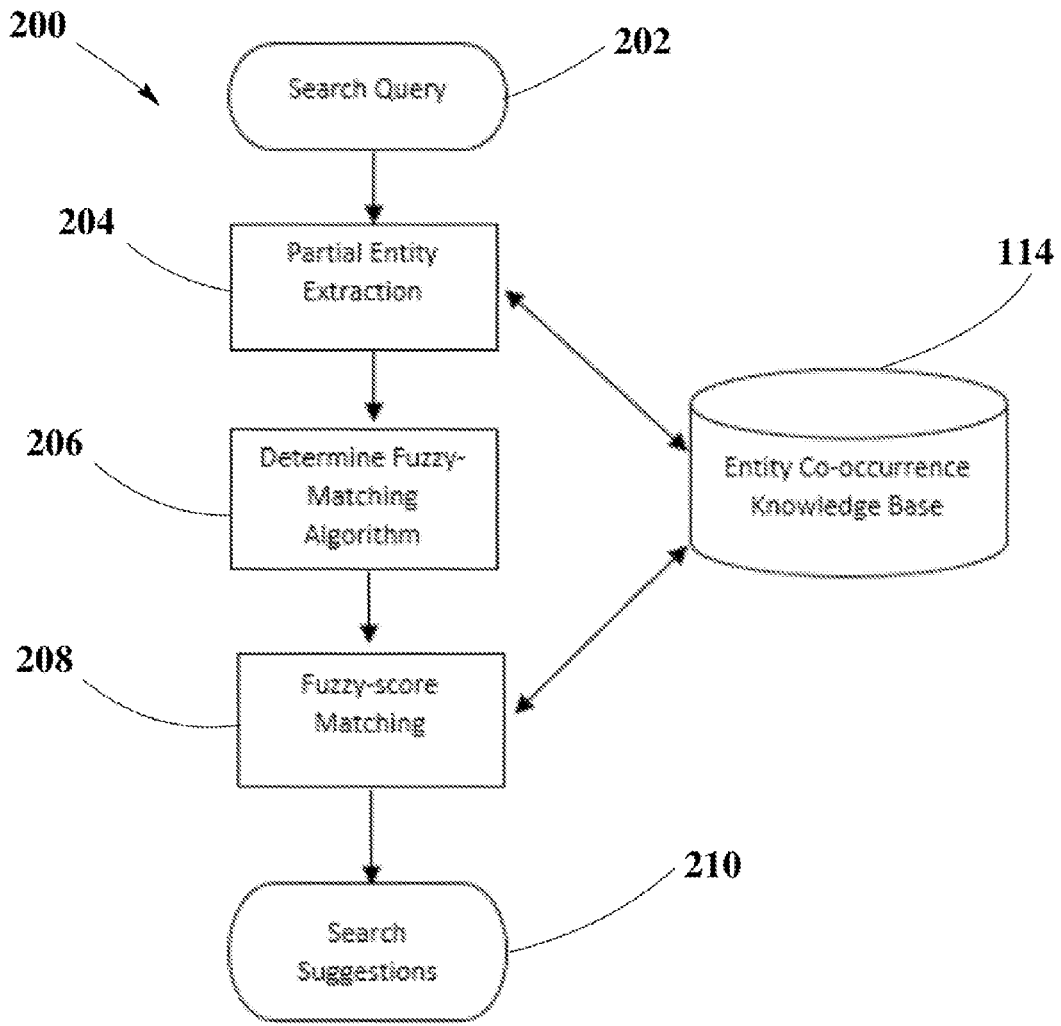 200
202
Search Query
204
Partial Entity
Extraction
114
206
Determine Fuzzy-
Matching
Algorithm
Entity Co-occurrence
Knowledge Base
208
Fuzzy-score
Matching
210
Search
Suggestions